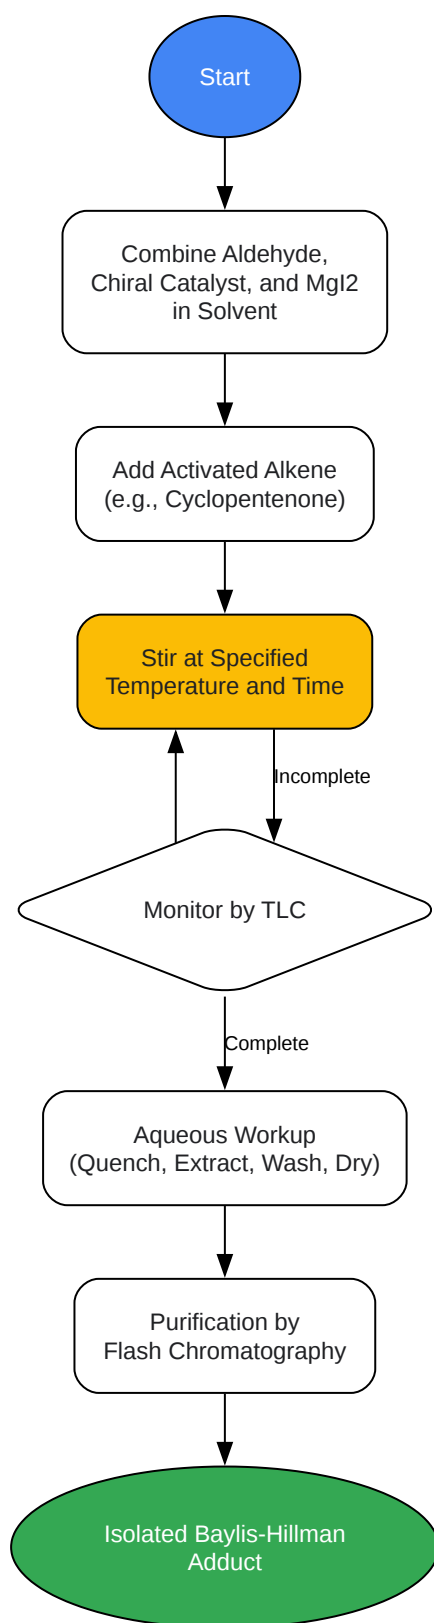 Start
Combine Aldehyde,
Chiral Catalyst, and MgI2
in Solvent
Add Activated Alkene
(e.g., Cyclopentenone)
Stir at Specified
Temperature and Time
Incomplete
Monitor by TLC
Complete
Aqueous Workup
(Quench, Extract, Wash, Dry)
Purification by
Flash Chromatography
Isolated Baylis-Hillman
Adduct